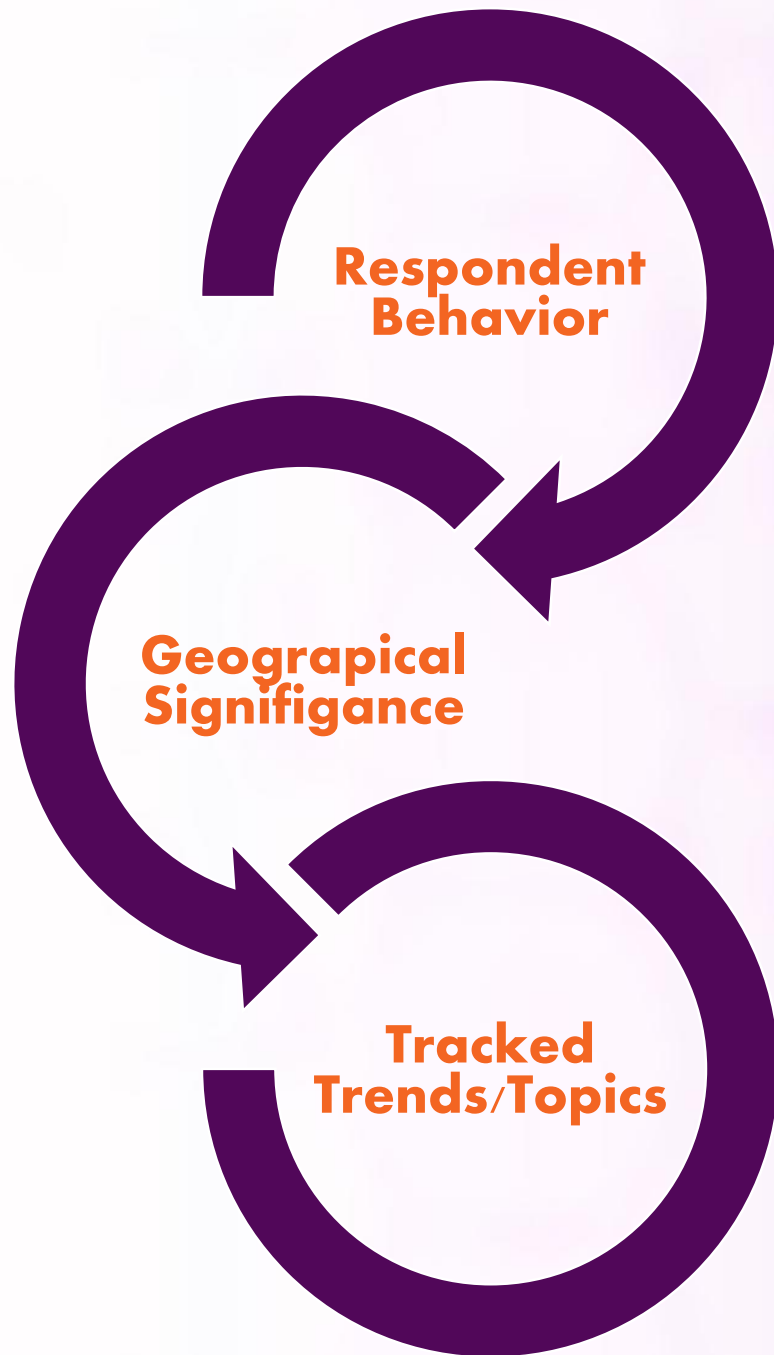 Respondent
Behavior
Geograpical
Signifigance
Tracked
Trends/Topics